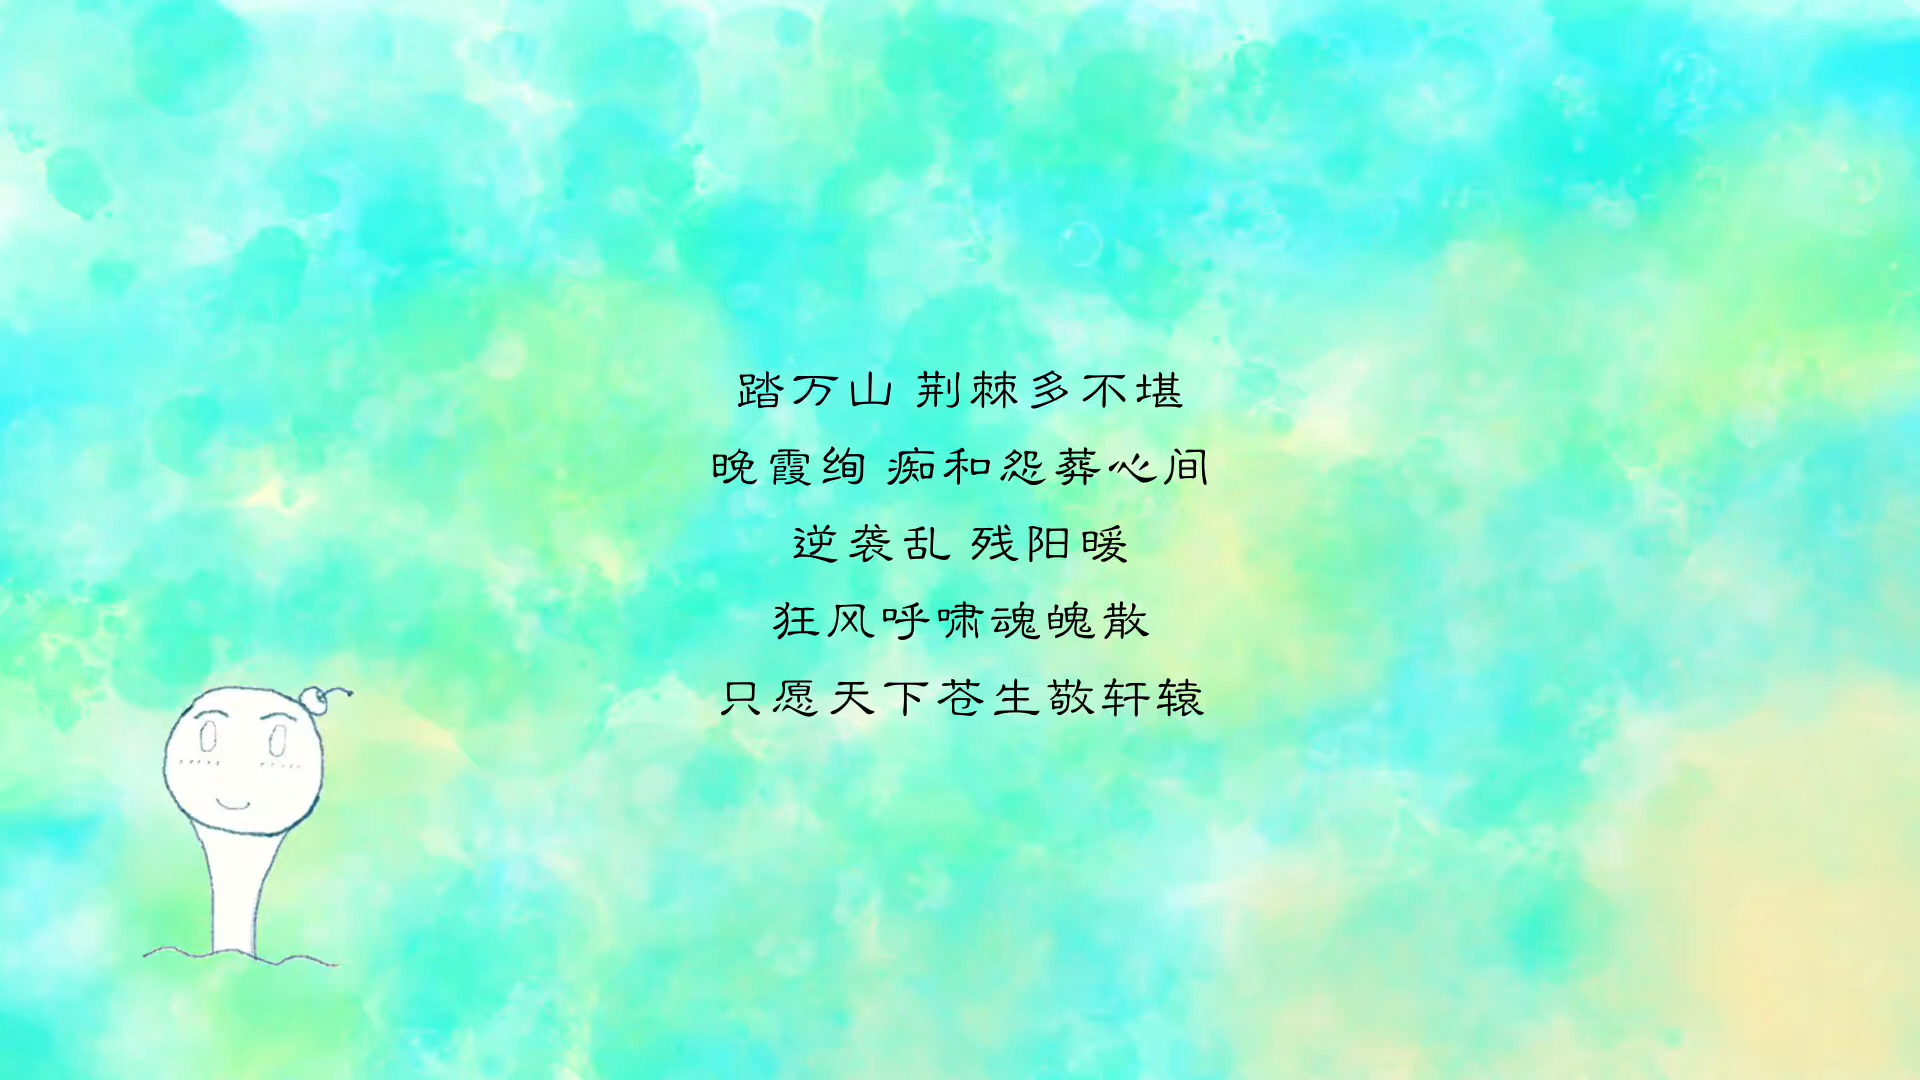 踏万山 荆棘多不堪
晚霞绚 痴和怨葬心间
逆袭乱 残阳暖
狂风呼啸魂魄散
只愿天下苍生敬轩辕